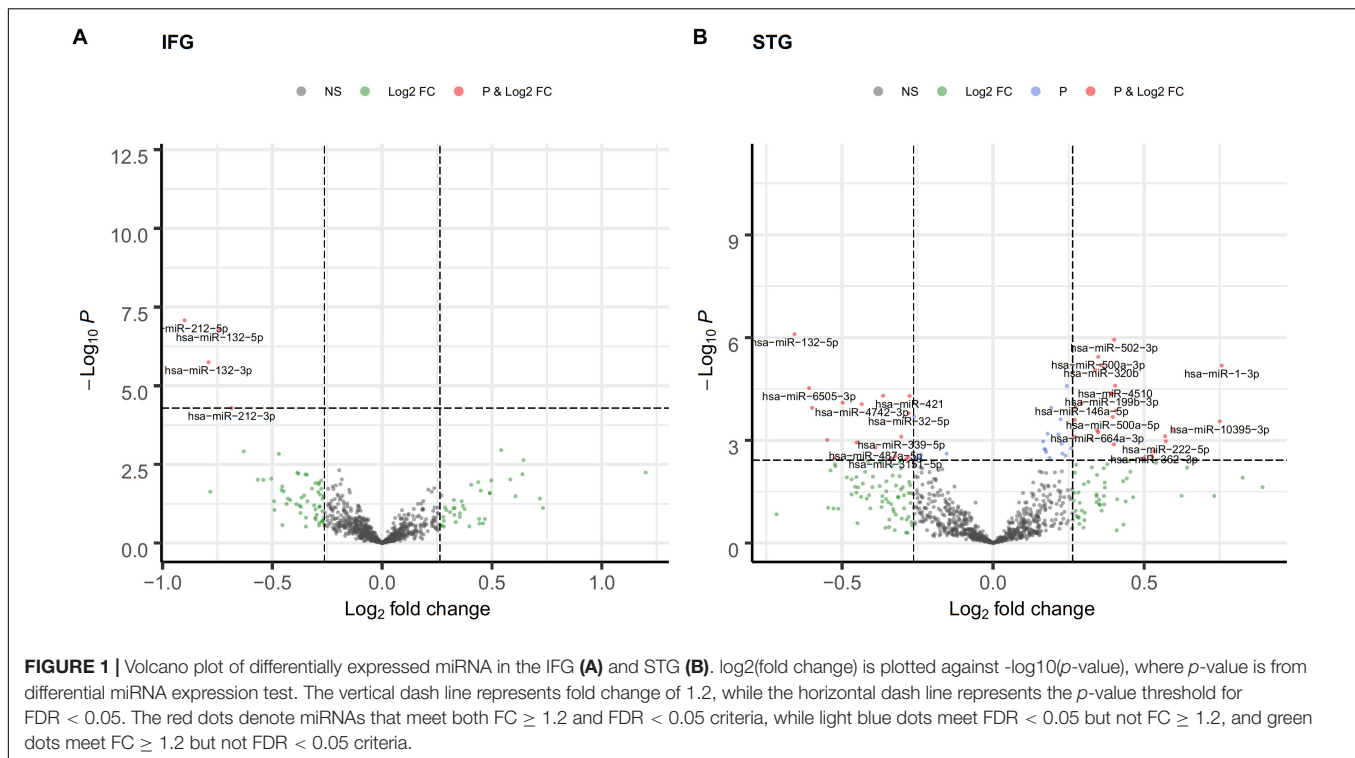 A IFG
NS Log2 FC P & Log2 FC
12.5
10.0
7.5
5.0
2.5
0.0
−Log10 P
−miR−212−5p
hsa−miR−132−5p
hsa−miR−132−3p
hsa−miR−212−3p
−1.0 −0.5 0.0 0.5 1.0
Log2 fold change
B STG
NS Log2 FC P P & Log2 FC
9
6
3
0
−Log10 P
hsa−miR−132−5p
hsa−miR−502−3p
hsa−miR−500a−3p
hsa−miR−320b
hsa−miR−1−3p
hsa−miR−6505−3p
hsa−miR−4510
hsa−miR−421
hsa−miR−199b−3p
hsa−miR−4742−3p
hsa−miR−146a−5p
hsa−miR−32−5p
hsa−miR−500a−5p
hsa−miR−10395−3p
hsa−miR−664a−3p
hsa−miR−339−5p
hsa−miR−222−5p
hsa−miR−487a−5p
hsa−miR−362−3p
hsa−miR−3151−5p
−0.5 0.0 0.5
Log2 fold change
FIGURE 1 | Volcano plot of differentially expressed miRNA in the IFG (A) and STG (B). log2(fold change) is plotted against -log10(p-value), where p-value is from
differential miRNA expression test. The vertical dash line represents fold change of 1.2, while the horizontal dash line represents the p-value threshold for
FDR < 0.05. The red dots denote miRNAs that meet both FC ≥ 1.2 and FDR < 0.05 criteria, while light blue dots meet FDR < 0.05 but not FC ≥ 1.2, and green
dots meet FC ≥ 1.2 but not FDR < 0.05 criteria.